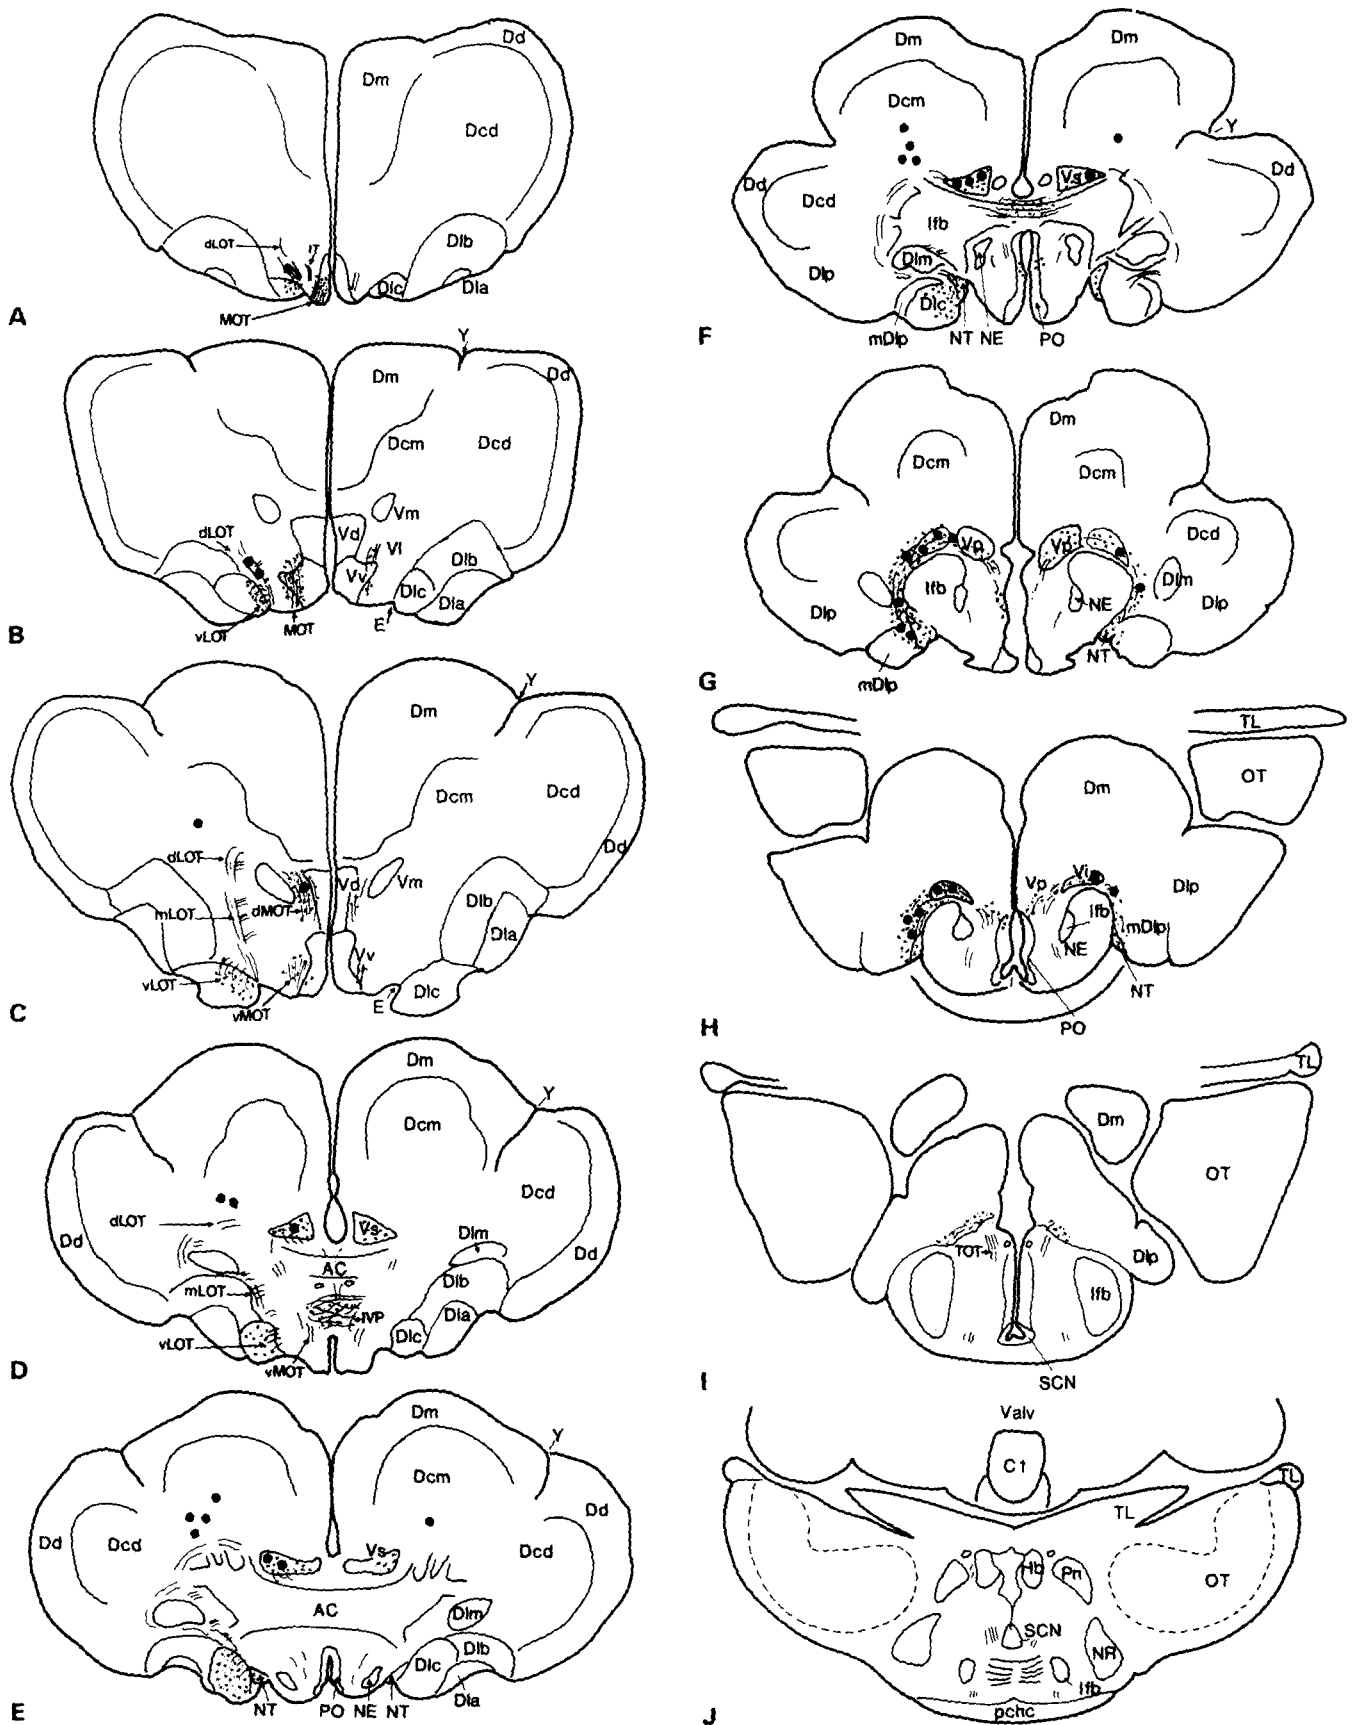 Dd
Dm
Dcd
dLOT
IT
Dlb
Dlc
Dla
MOT
A
Y
Dm
Dd
Dcm
Dcd
Vm
dLOT
Vd
Vl
Dlb
Vv
Dlc
Dla
vLOT
MOT
E
B
Y
Dm
Dcm
Dcd
dLOT
Dd
Vd
Vm
mLOT
dMOT
Dlb
Dla
Vv
vLOT
Dlc
vMOT
E
C
Dm
Y
Dcm
Dcd
dLOT
Vs
Dlm
Dd
Dd
AC
Dlb
mLOT
IVP
Dla
vLOT
Dlc
vMOT
D
Dm
Y
Dcm
Dd
Dd
Dcd
Vs
Dcd
AC
Dlm
Dlb
Dlc
Dla
NT
PO
NE
NT
E
Dm
Dm
Dcm
Y
Dd
Vs
Dd
Dcd
lfb
Dlm
Dlp
Dlc
mDlp
NT
NE
PO
F
Dm
Dcm
Dcm
Vp
Vp
Dcd
lfb
Dlm
Dlp
NE
Dlp
NT
mDlp
G
TL
OT
Dm
Vp
Vi
Dlp
lfb
mDlp
NE
NT
PO
H
TL
Dm
OT
TOT
Dlp
lfb
SCN
I
Valv
C1
TL
TL
Hb
Pn
OT
SCN
NR
lfb
pchc
J